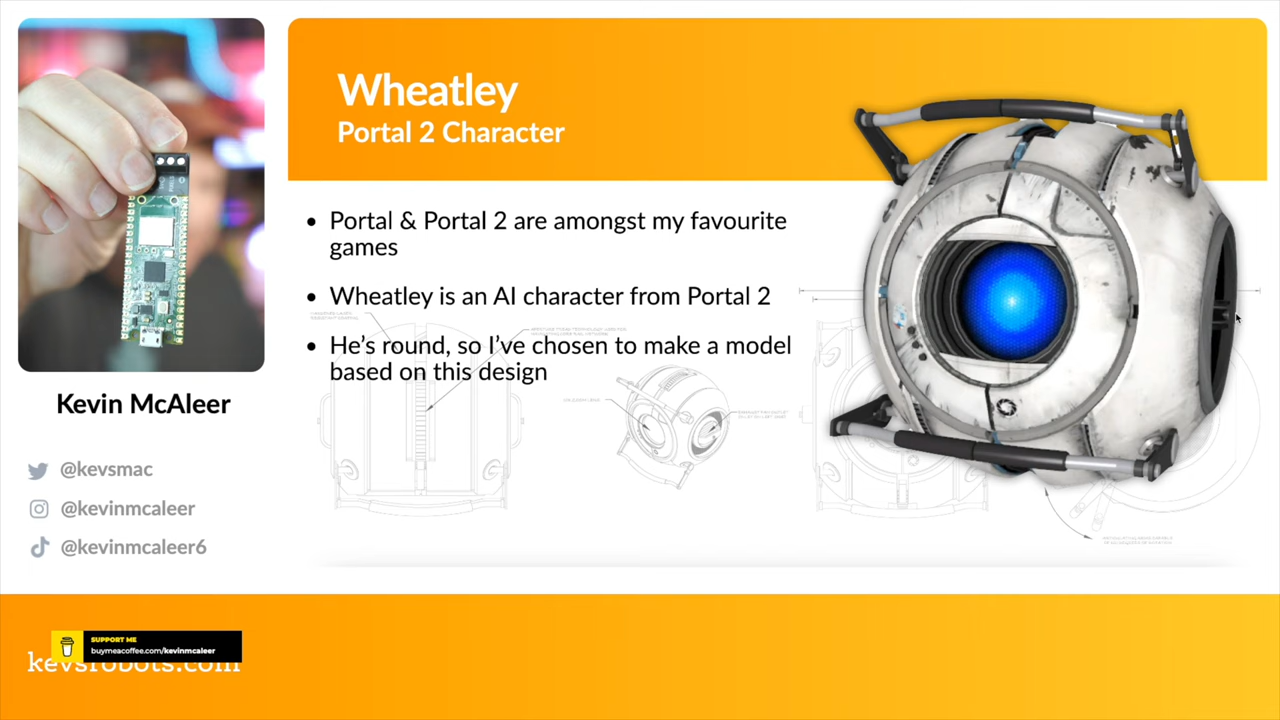 Wheatley
Portal 2 Character
• Portal & Portal 2 are amongst my favourite
games
• Wheatley is an AI character from Portal 2
• He's round, so I've chosen to make a model
based on this design
Kevin McAleer
@kevsmac
@kevinmcaleer
@kevinmcaleer6
SUPPORT ME
buymeacoffee.com/kevinmcaleer
kevsrobots.com